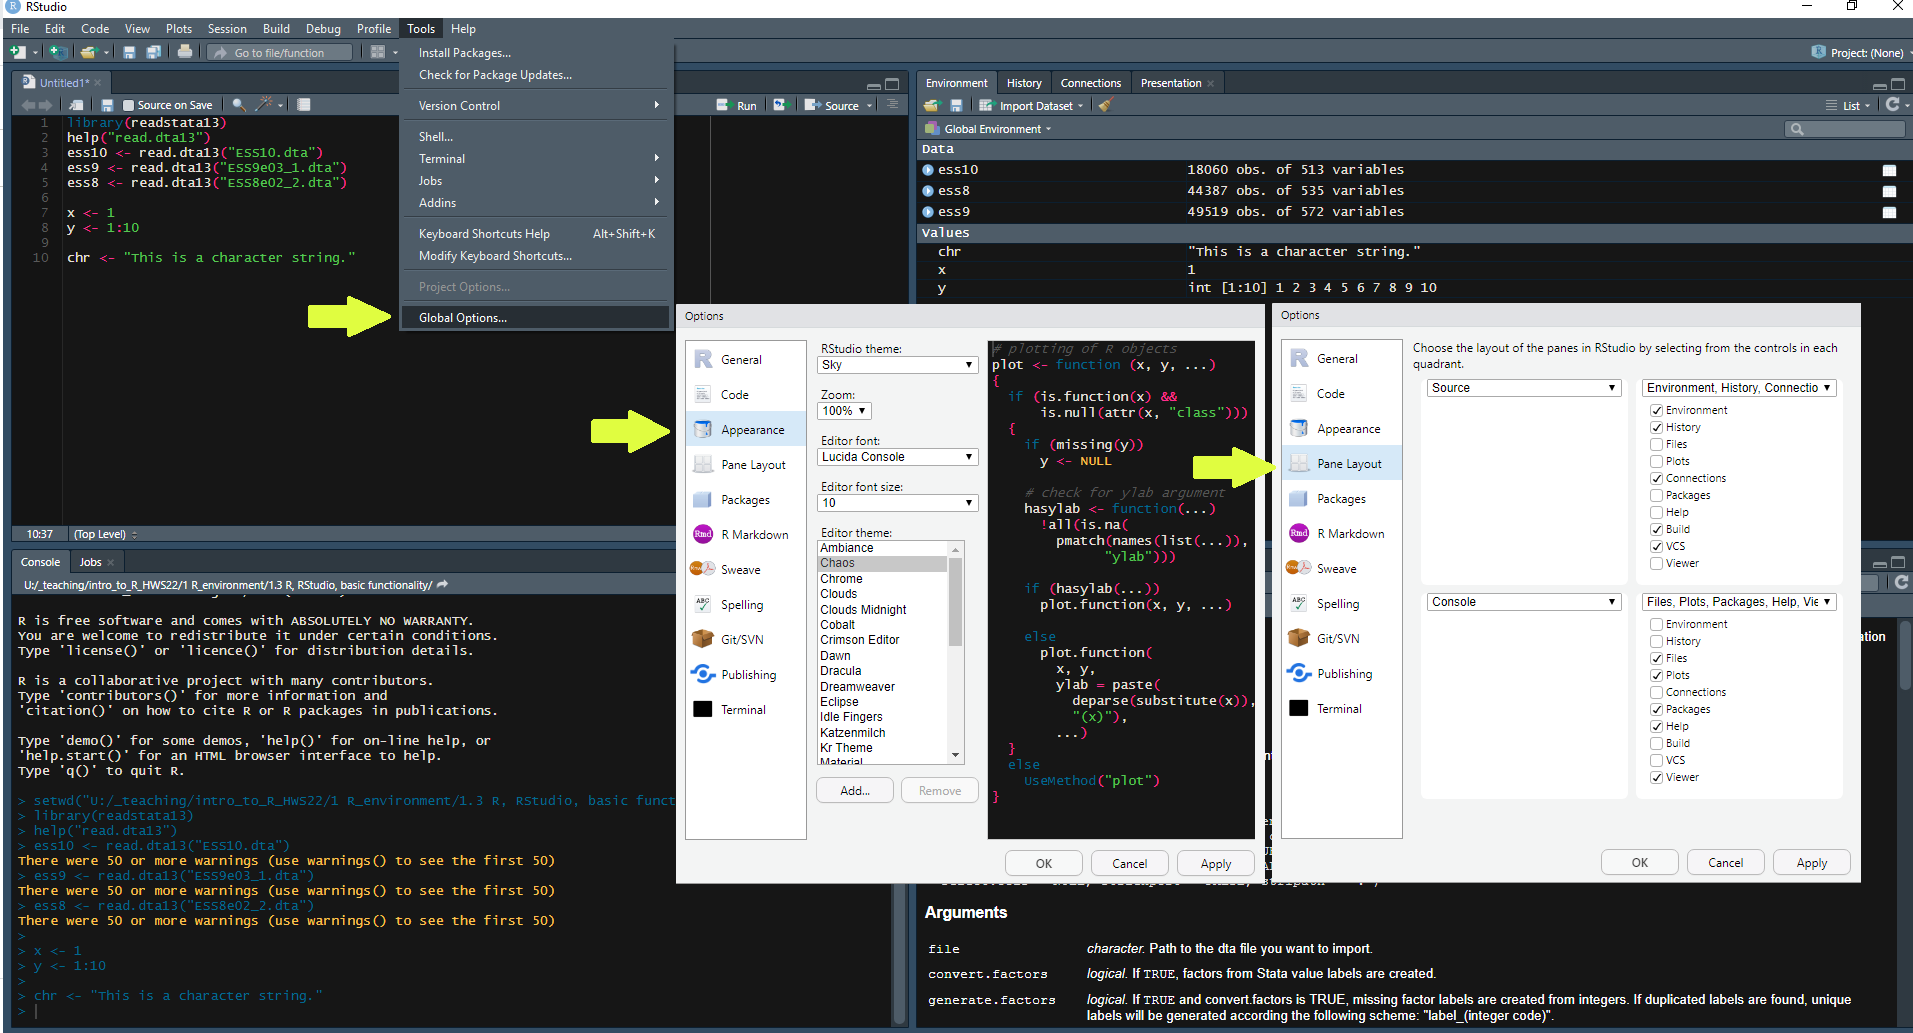 RStudio
File Edit Code View Plots Session Build Debug Profile Tools Help
Go to file/function
Project: (None)
Install Packages...
Check for Package Updates...
Version Control
Shell...
Terminal
Jobs
Addins
Keyboard Shortcuts Help Alt+Shift+K
Modify Keyboard Shortcuts...
Project Options...
Global Options...
Untitled1*
Source on Save
Run
Source
1 library(readstata13)
2 help("read.dta13")
3 ess10 <- read.dta13("ESS10.dta")
4 ess9 <- read.dta13("ESS9e03_1.dta")
5 ess8 <- read.dta13("ESS8e02_2.dta")
6
7 x <- 1
8 y <- 1:10
9
10 chr <- "This is a character string."
10:37 (Top Level)
Environment History Connections Presentation
Import Dataset
List
Global Environment
Data
ess10 18060 obs. of 513 variables
ess8 44387 obs. of 535 variables
ess9 49519 obs. of 572 variables
Values
chr "This is a character string."
x 1
y int [1:10] 1 2 3 4 5 6 7 8 9 10
Console Jobs
U:/_teaching/intro_to_R_HWS22/1 R_environment/1.3 R, RStudio, basic functionality/
R is free software and comes with ABSOLUTELY NO WARRANTY.
You are welcome to redistribute it under certain conditions.
Type 'license()' or 'licence()' for distribution details.
R is a collaborative project with many contributors.
Type 'contributors()' for more information and
'citation()' on how to cite R or R packages in publications.
Type 'demo()' for some demos, 'help()' for on-line help, or
'help.start()' for an HTML browser interface to help.
Type 'q()' to quit R.
> setwd("U:/_teaching/intro_to_R_HWS22/1 R_environment/1.3 R, RStudio, basic funct
> library(readstata13)
> help("read.dta13")
> ess10 <- read.dta13("ESS10.dta")
There were 50 or more warnings (use warnings() to see the first 50)
> ess9 <- read.dta13("ESS9e03_1.dta")
There were 50 or more warnings (use warnings() to see the first 50)
> ess8 <- read.dta13("ESS8e02_2.dta")
There were 50 or more warnings (use warnings() to see the first 50)
>
> x <- 1
> y <- 1:10
>
> chr <- "This is a character string."
>
Options
General
Code
Appearance
Pane Layout
Packages
R Markdown
Sweave
Spelling
Git/SVN
Publishing
Terminal
RStudio theme:
Sky
Zoom:
100%
Editor font:
Lucida Console
Editor font size:
10
Editor theme:
Ambiance
Chaos
Chrome
Clouds
Clouds Midnight
Cobalt
Crimson Editor
Dawn
Dracula
Dreamweaver
Eclipse
Idle Fingers
Katzenmilch
Kr Theme
Material
Add... Remove
# plotting of R objects
plot <- function (x, y, ...)
{
if (is.function(x) &&
is.null(attr(x, "class")))
{
if (missing(y))
y <- NULL
# check for ylab argument
hasylab <- function(...)
!all(is.na(
pmatch(names(list(...)),
"ylab")))
if (hasylab(...))
plot.function(x, y, ...)
else
plot.function(
x, y,
ylab = paste(
deparse(substitute(x)),
"(x)"),
...)
}
else
UseMethod("plot")
}
OK Cancel Apply
Options
General
Code
Appearance
Pane Layout
Packages
R Markdown
Sweave
Spelling
Git/SVN
Publishing
Terminal
Choose the layout of the panes in RStudio by selecting from the controls in each
quadrant.
Source
Environment, History, Connectio
Environment
History
Files
Plots
Connections
Packages
Help
Build
VCS
Viewer
Console
Files, Plots, Packages, Help, Vie
Environment
History
Files
Plots
Connections
Packages
Help
Build
VCS
Viewer
OK Cancel Apply
Arguments
file character. Path to the dta file you want to import.
convert.factors logical. If TRUE, factors from Stata value labels are created.
generate.factors logical. If TRUE and convert.factors is TRUE, missing factor labels are created from integers. If duplicated labels are found, unique
labels will be generated according the following scheme: "label_(integer code)".